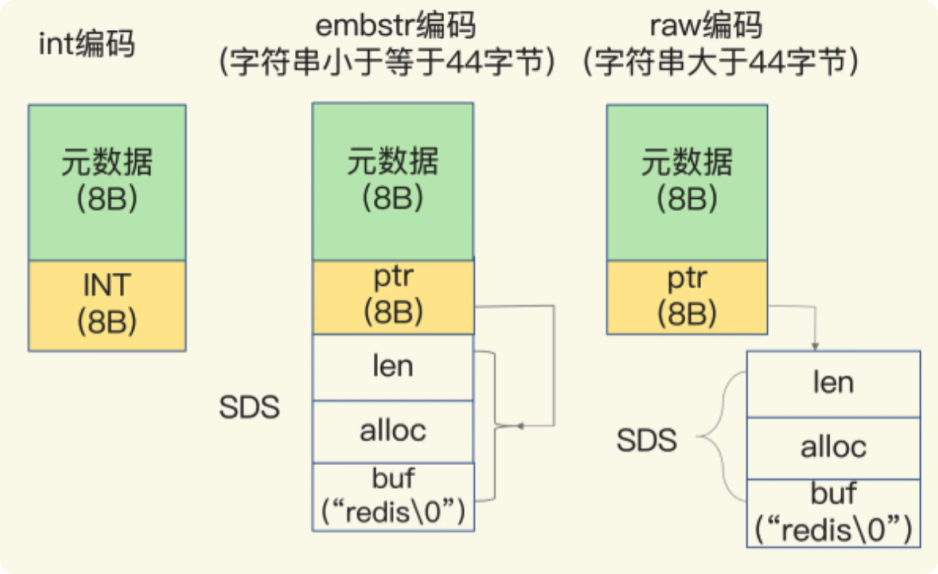 int编码
元数据
(8B)
INT
(8B)
embstr编码
(字符串小于等于44字节)
元数据
(8B)
ptr
(8B)
len
alloc
buf
(“redis\0”)
SDS
raw编码
(字符串大于44字节)
元数据
(8B)
ptr
(8B)
len
alloc
buf
(“redis\0”)
SDS